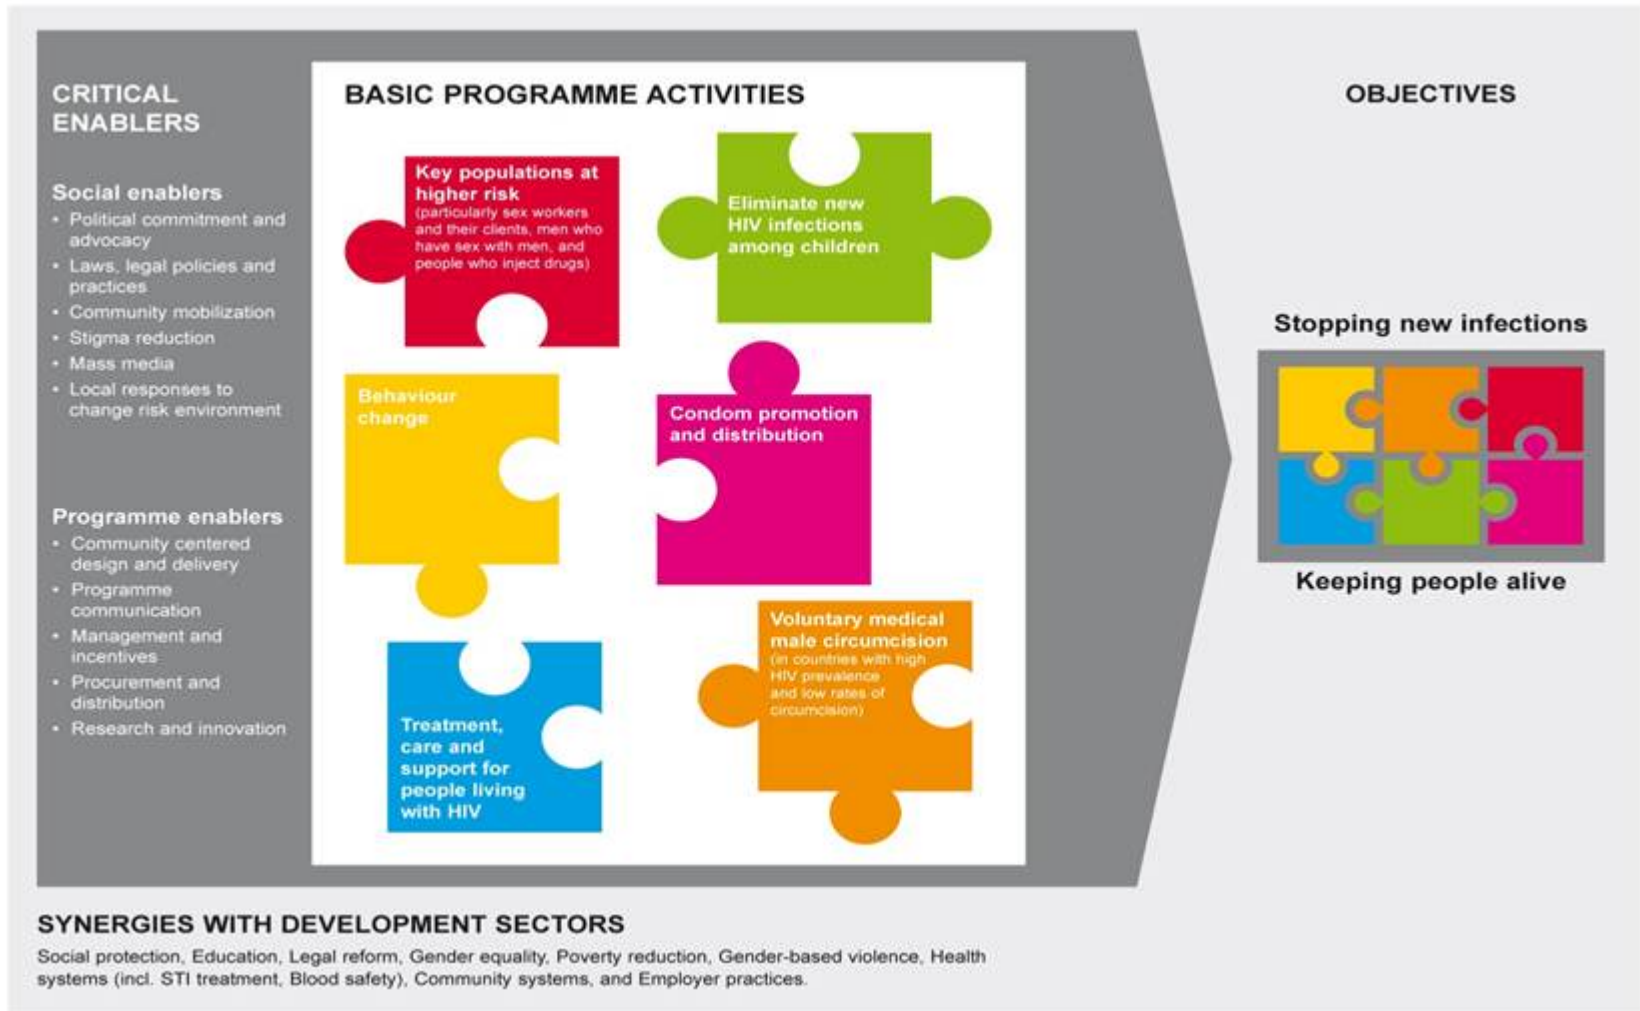 CRITICAL
ENABLERS
Social enablers
• Political commitment and
advocacy
• Laws, legal policies and
practices
• Community mobilization
• Stigma reduction
• Mass media
• Local responses to
change risk environment
Programme enablers
• Community centered
design and delivery
• Programme
communication
• Management and
incentives
• Procurement and
distribution
• Research and innovation
BASIC PROGRAMME ACTIVITIES
Key populations at
higher risk
(particularly sex workers
and their clients, men who
have sex with men, and
people who inject drugs)
Eliminate new
HIV infections
among children
Behaviour
change
Condom promotion
and distribution
Treatment,
care and
support for
people living
with HIV
Voluntary medical
male circumcision
(in countries with high
HIV prevalence
and low rates of
circumcision)
OBJECTIVES
Stopping new infections
Keeping people alive
SYNERGIES WITH DEVELOPMENT SECTORS
Social protection, Education, Legal reform, Gender equality, Poverty reduction, Gender-based violence, Health
systems (incl. STI treatment, Blood safety), Community systems, and Employer practices.